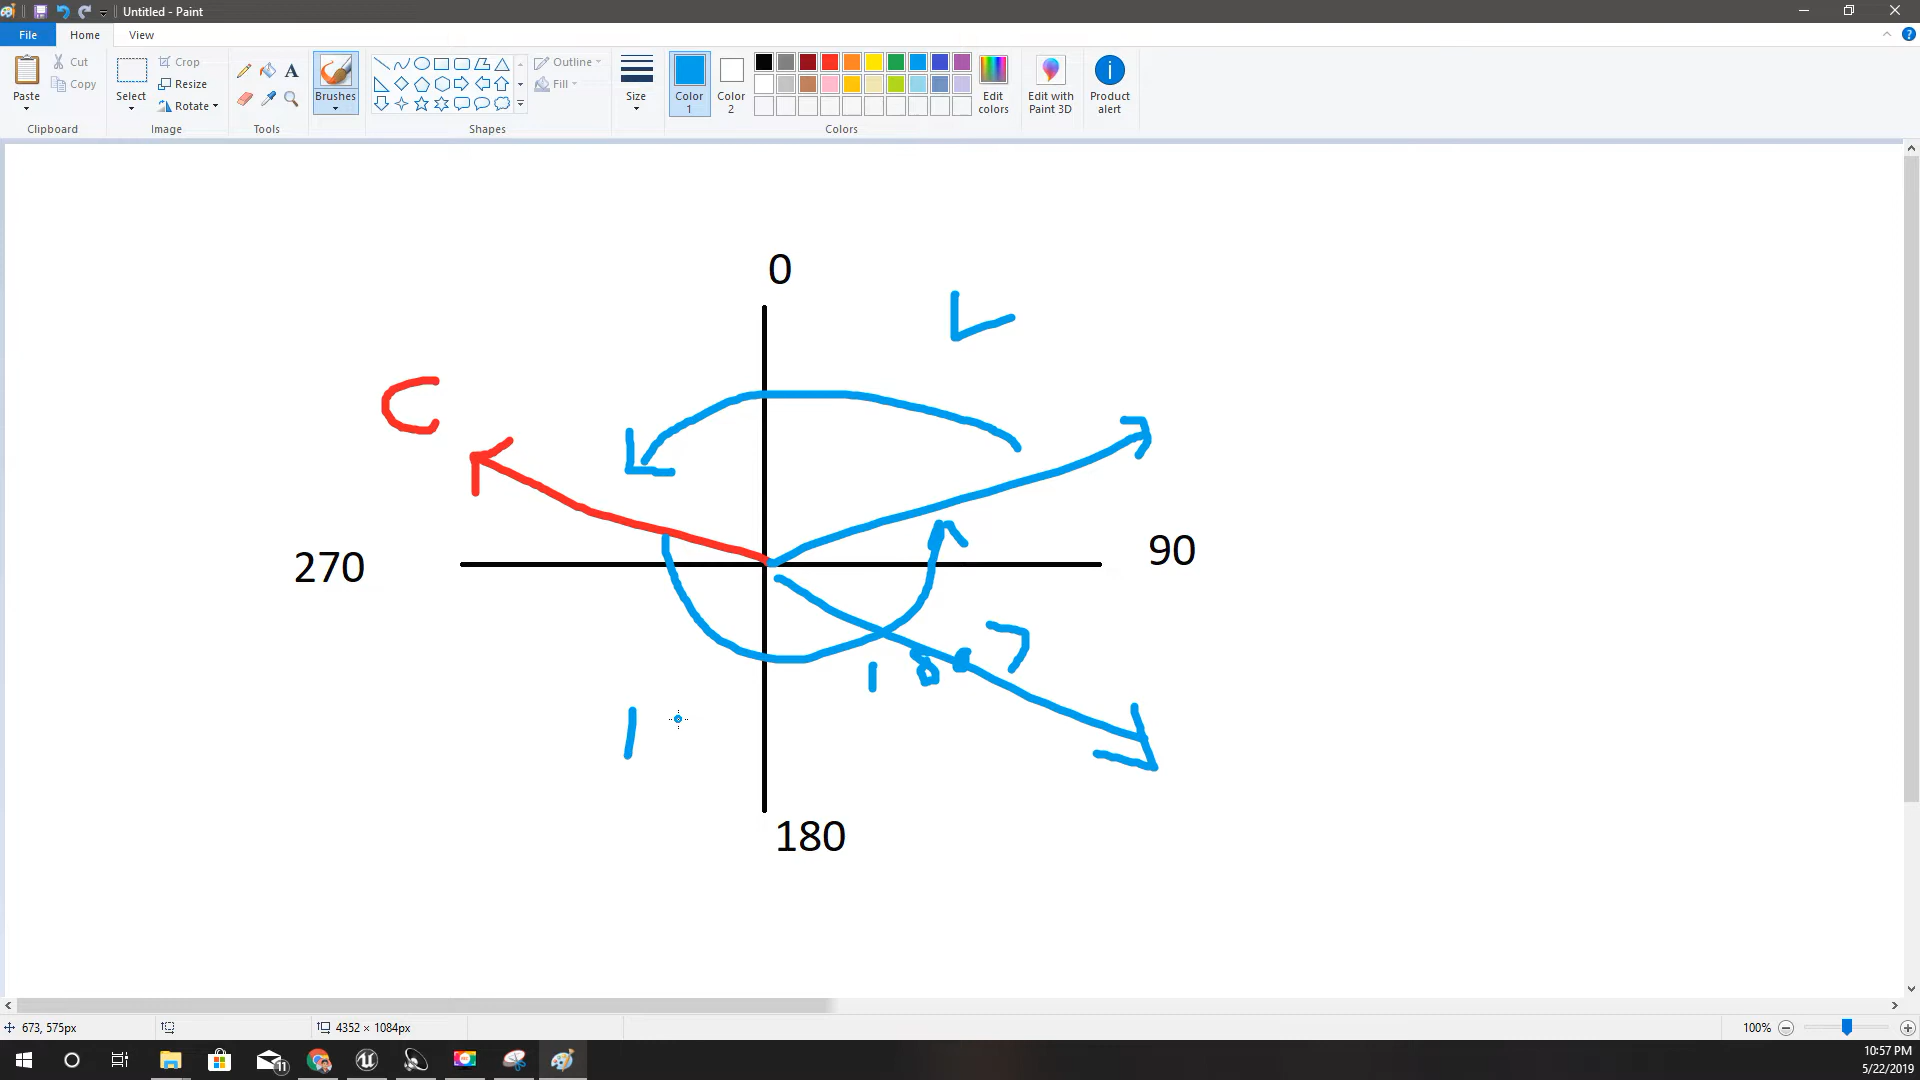 Untitled - Paint
File Home View
Paste
Cut
Copy
Clipboard
Select
Crop
Resize
Rotate
Image
Tools
Brushes
Shapes
Outline
Fill
Size
Color 1
Color 2
Colors
Edit colors
Edit with Paint 3D
Product alert
0
L
C
270
90
180
673, 575px
4352 × 1084px
100%
11
10:57 PM
5/22/2019